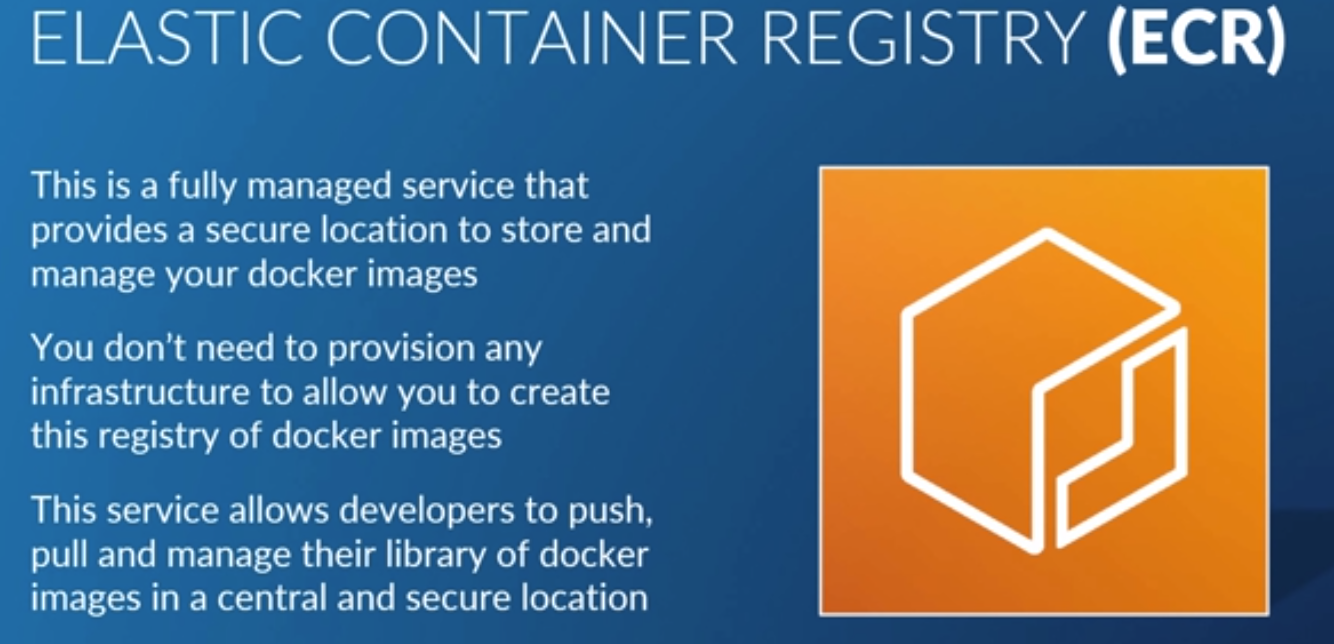 ELASTIC CONTAINER REGISTRY (ECR)
This is a fully managed service that
provides a secure location to store and
manage your docker images
You don't need to provision any
infrastructure to allow you to create
this registry of docker images
This service allows developers to push,
pull and manage their library of docker
images in a central and secure location